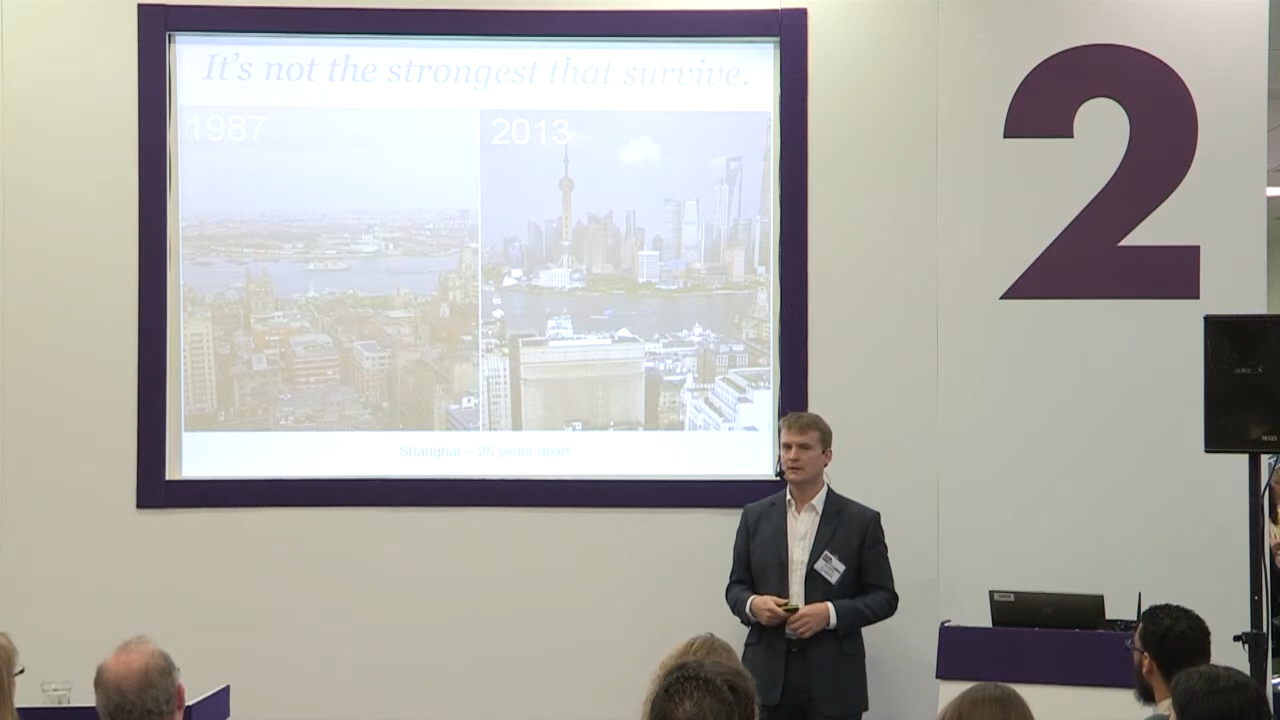 It's not the strongest that survive.
1987
2013
Shanghai – 25 years apart
2